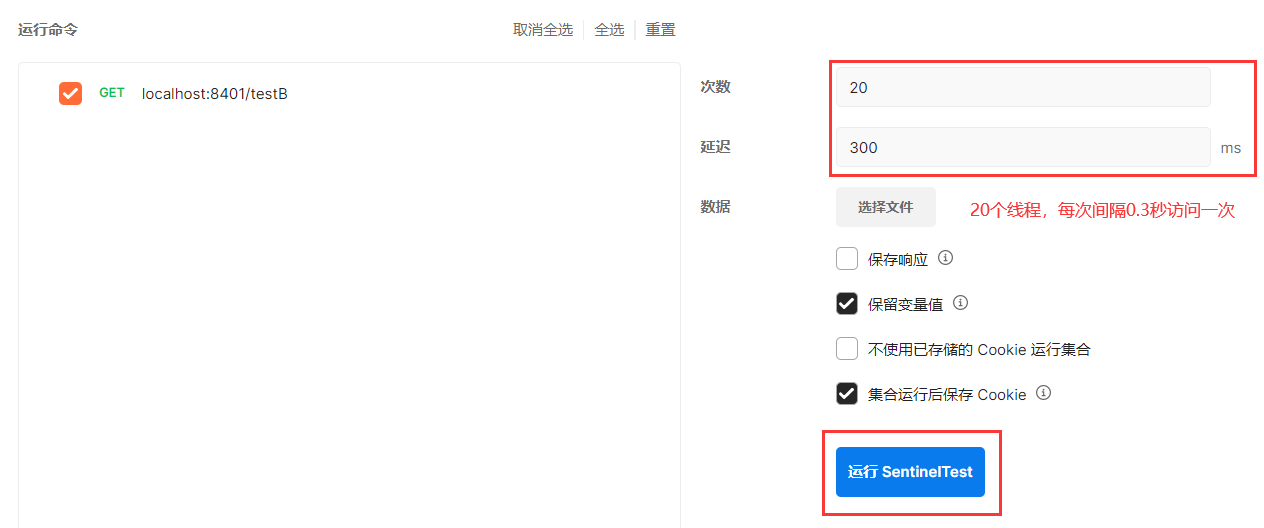 运行命令
取消全选 全选 重置
GET localhost:8401/testB
次数 20
延迟 300 ms
数据 选择文件 20个线程，每次间隔0.3秒访问一次
保存响应
保留变量值
不使用已存储的 Cookie 运行集合
集合运行后保存 Cookie
运行 SentinelTest